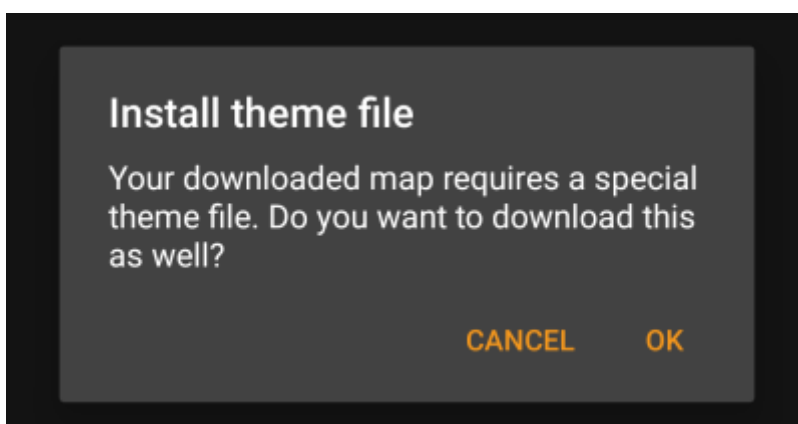 Install theme file
Your downloaded map requires a special
theme file. Do you want to download this
as well?
CANCEL OK